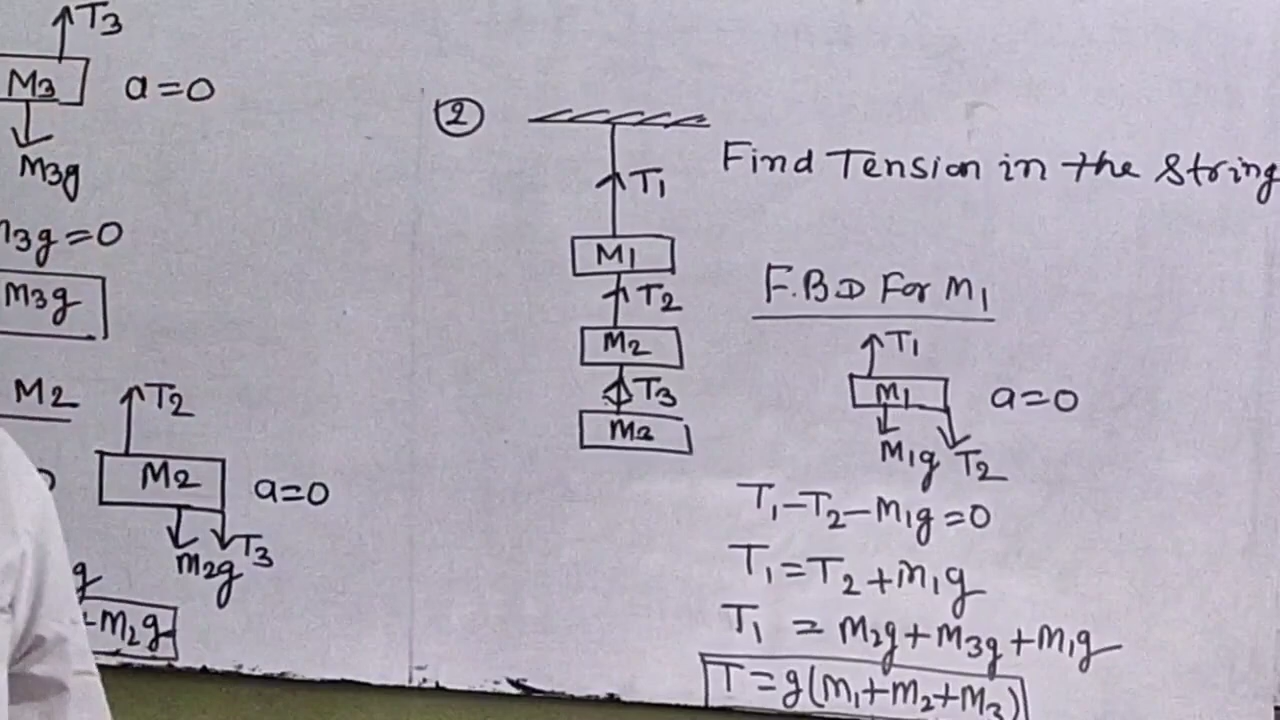 T3
M3 a=0
M3g
m3g=0
m3g
M2
T2
M2 a=0
m2g T3
g
-m2g
②
Find Tension in the String
T1
M1
T2
M2
T3
F.BD For M1
T1
M1 a=0
M1g T2
T1-T2-m1g=0
T1=T2+m1g
T1 = m2g+m3g+m1g
T=g(m1+m2+m3)